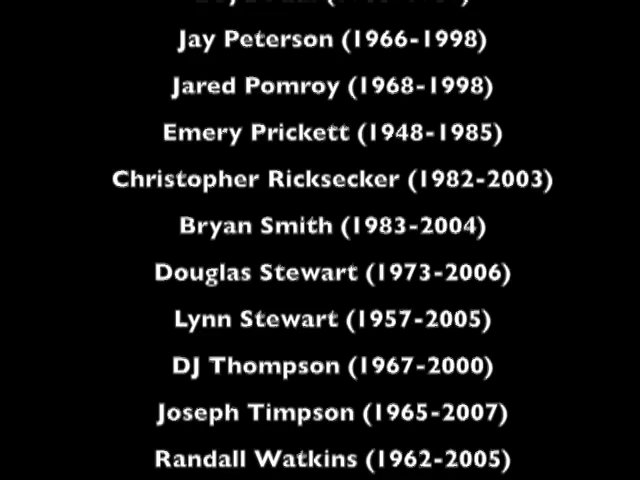 Jay Peterson (1966-1998)
Jared Pomroy (1968-1998)
Emery Prickett (1948-1985)
Christopher Ricksecker (1982-2003)
Bryan Smith (1983-2004)
Douglas Stewart (1973-2006)
Lynn Stewart (1957-2005)
DJ Thompson (1967-2000)
Joseph Timpson (1965-2007)
Randall Watkins (1962-2005)